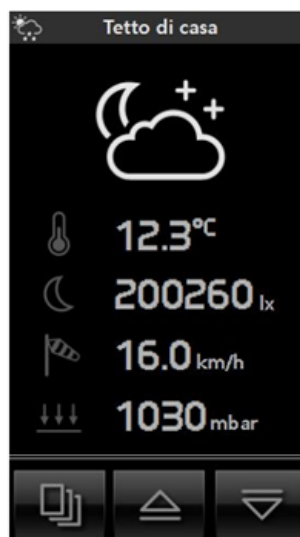 Tetto di casa
12.3°C
200260 lx
16.0 km/h
1030 mbar